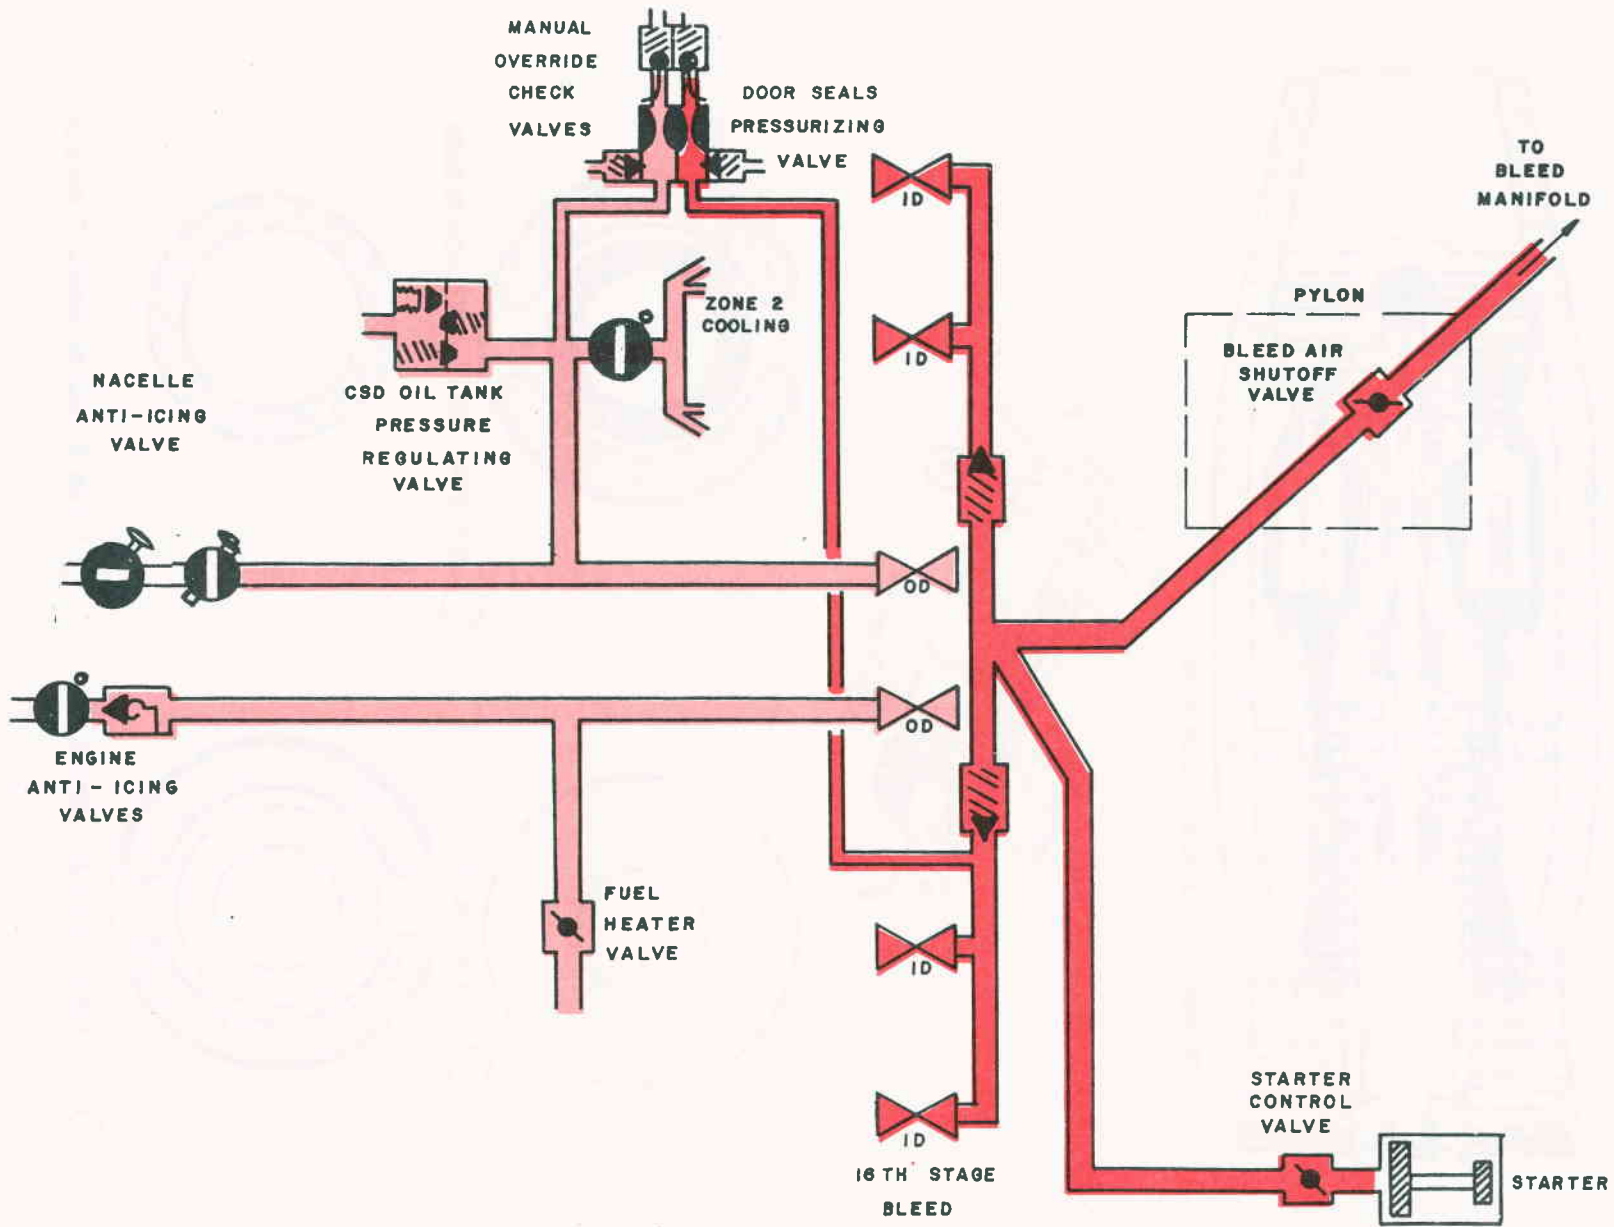 MANUAL
OVERRIDE
CHECK
VALVES
DOOR SEALS
PRESSURIZING
VALVE
TO
BLEED
MANIFOLD
ID
PYLON
ZONE 2
COOLING
ID
BLEED AIR
SHUTOFF
VALVE
NACELLE
ANTI-ICING
VALVE
CSD OIL TANK
PRESSURE
REGULATING
VALVE
OD
OD
ENGINE
ANTI - ICING
VALVES
FUEL
HEATER
VALVE
ID
STARTER
CONTROL
VALVE
ID
16TH STAGE
BLEED
STARTER